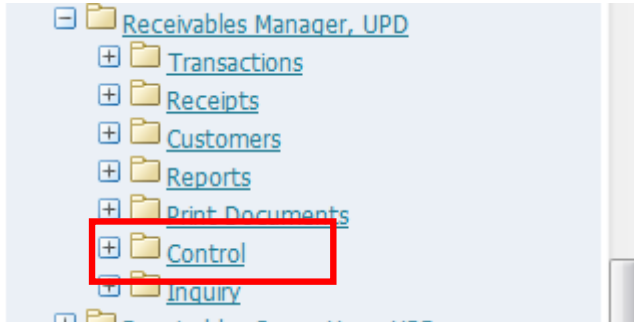 Receivables Manager, UPD
Transactions
Receipts
Customers
Reports
Print Documents
Control
Inquiry